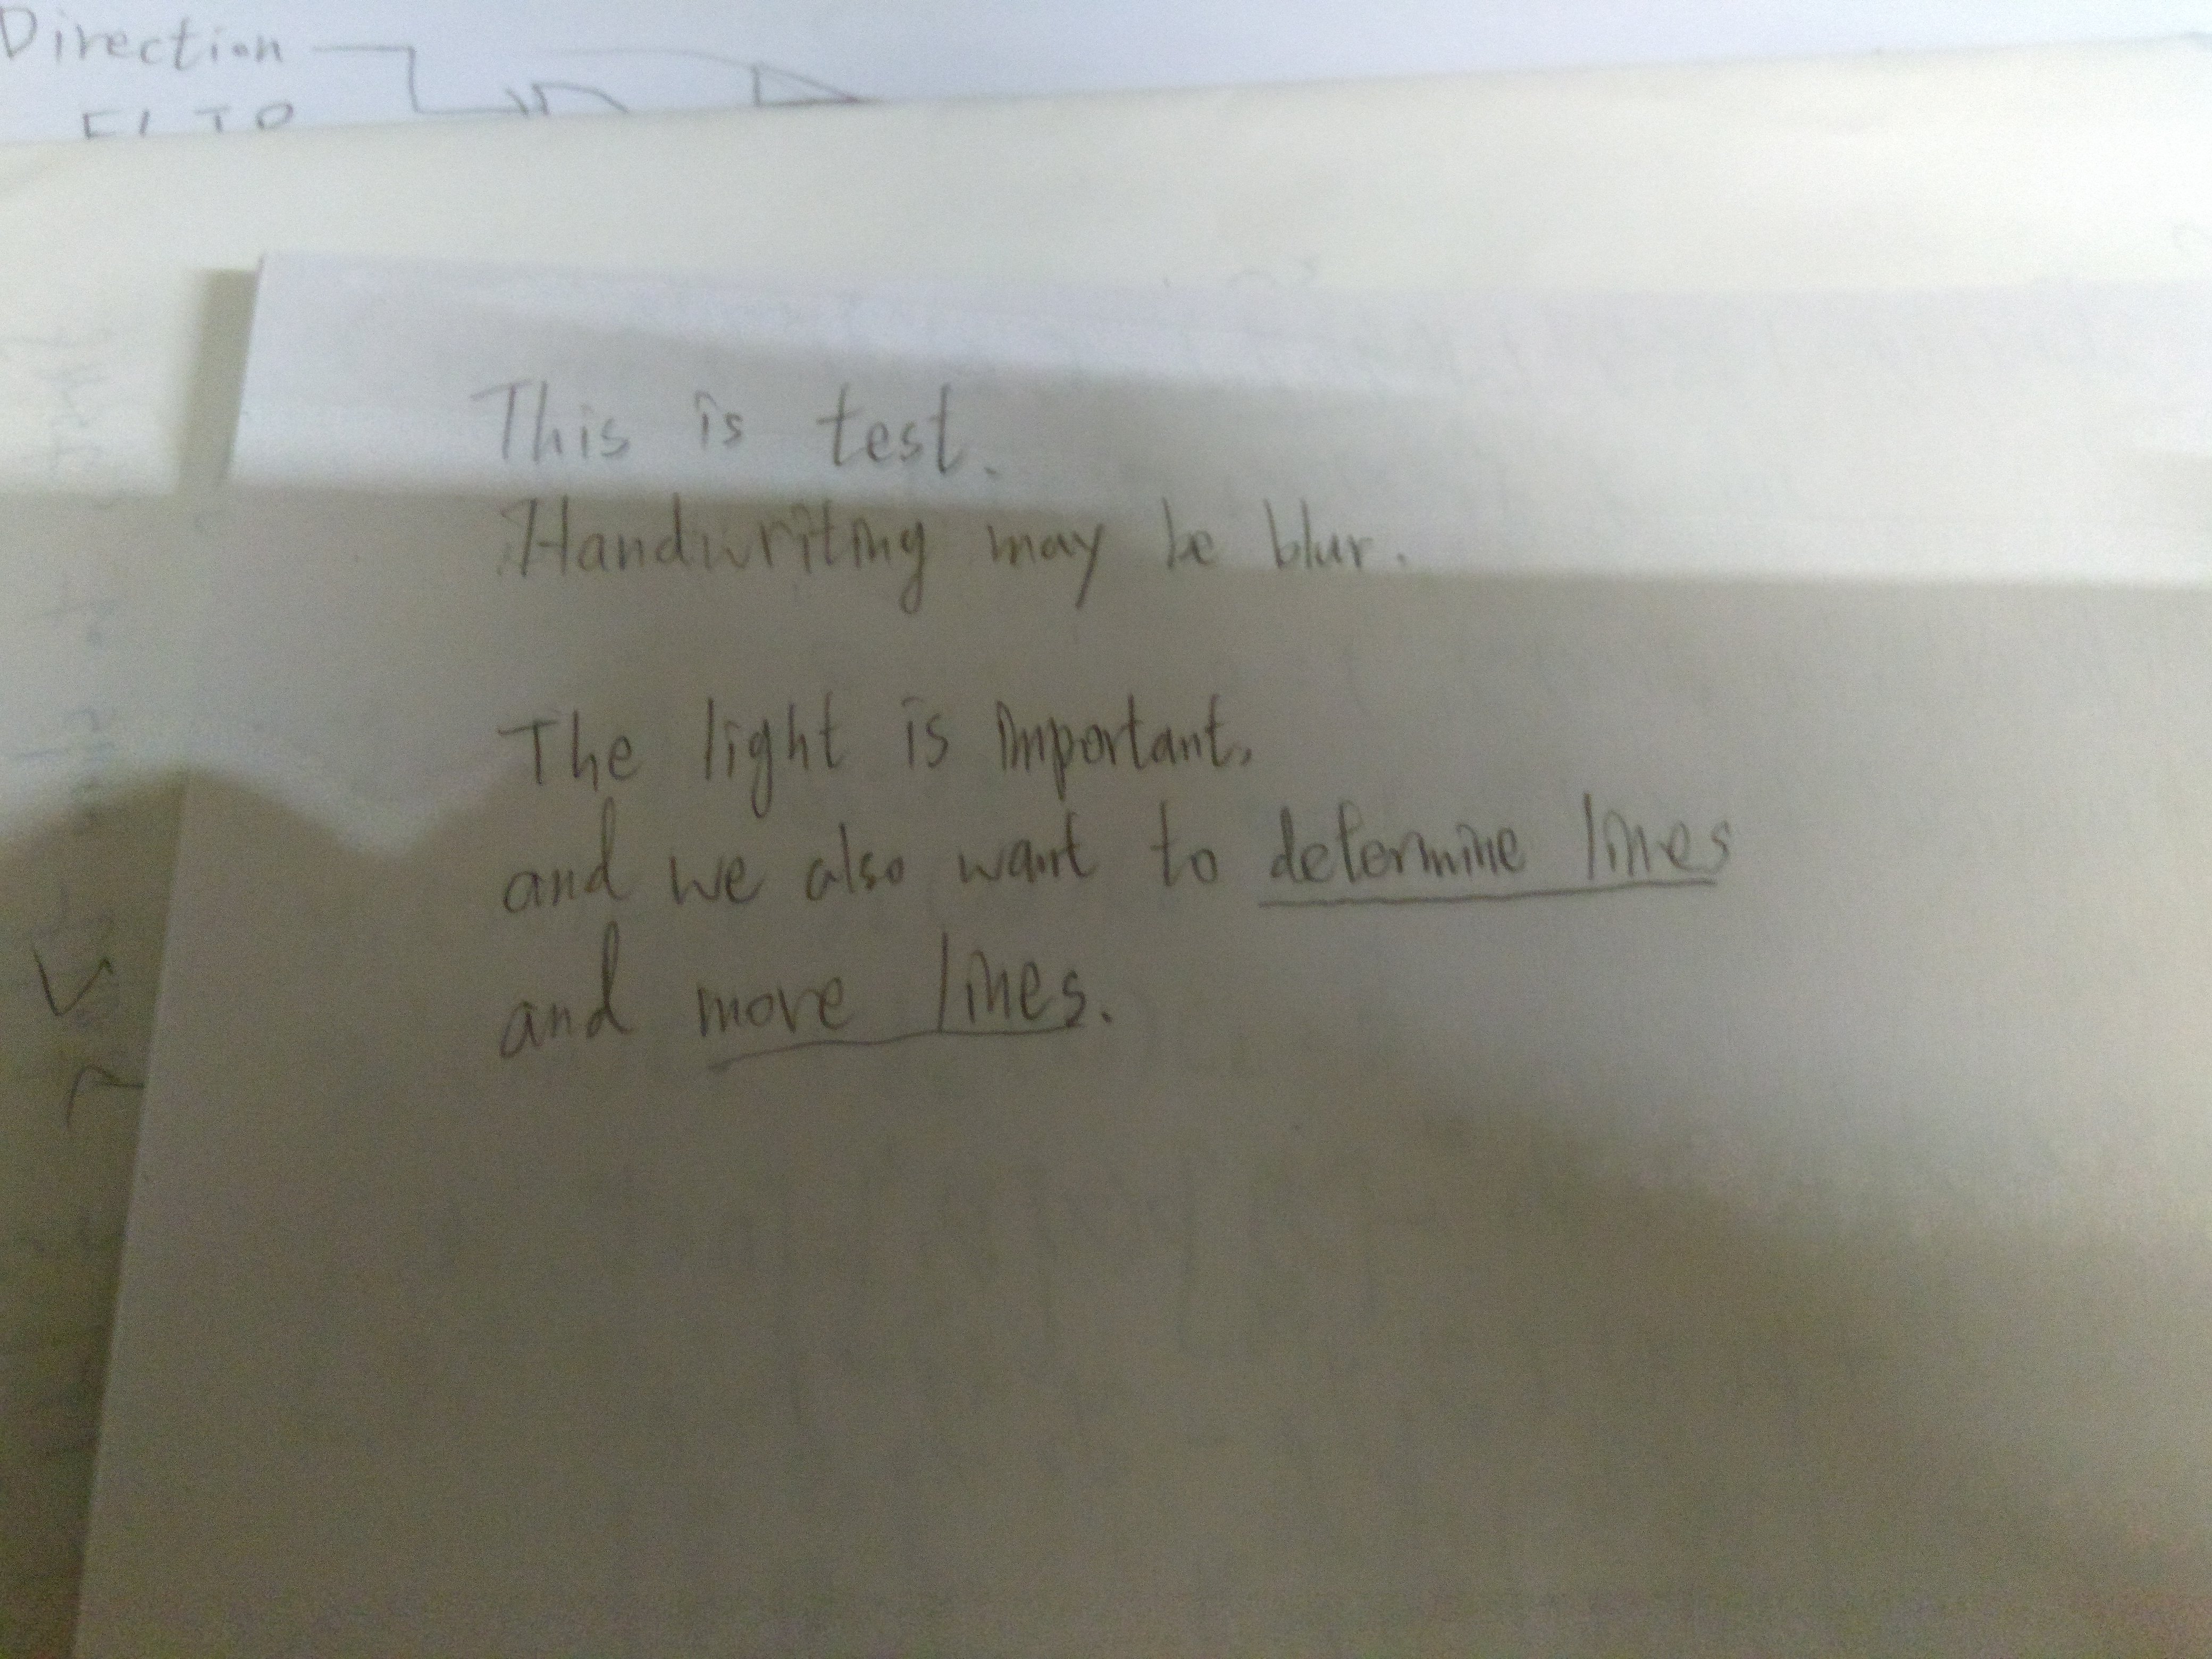 Direction
This is test.
Handwriting may be blur.
The light is important,
and we also want to determine lines
and more lines.